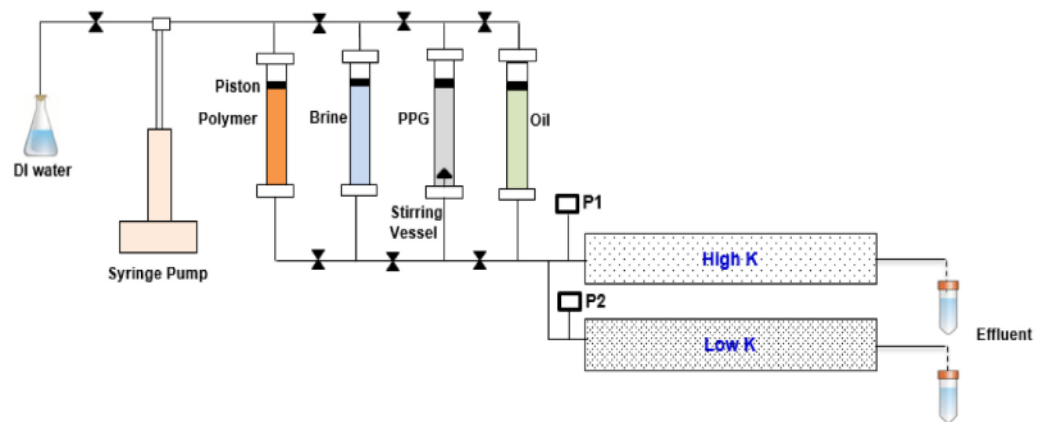 Piston
Polymer
Brine
PPG
Oil
DI water
Stirring
Vessel
P1
Syringe Pump
High K
P2
Effluent
Low K